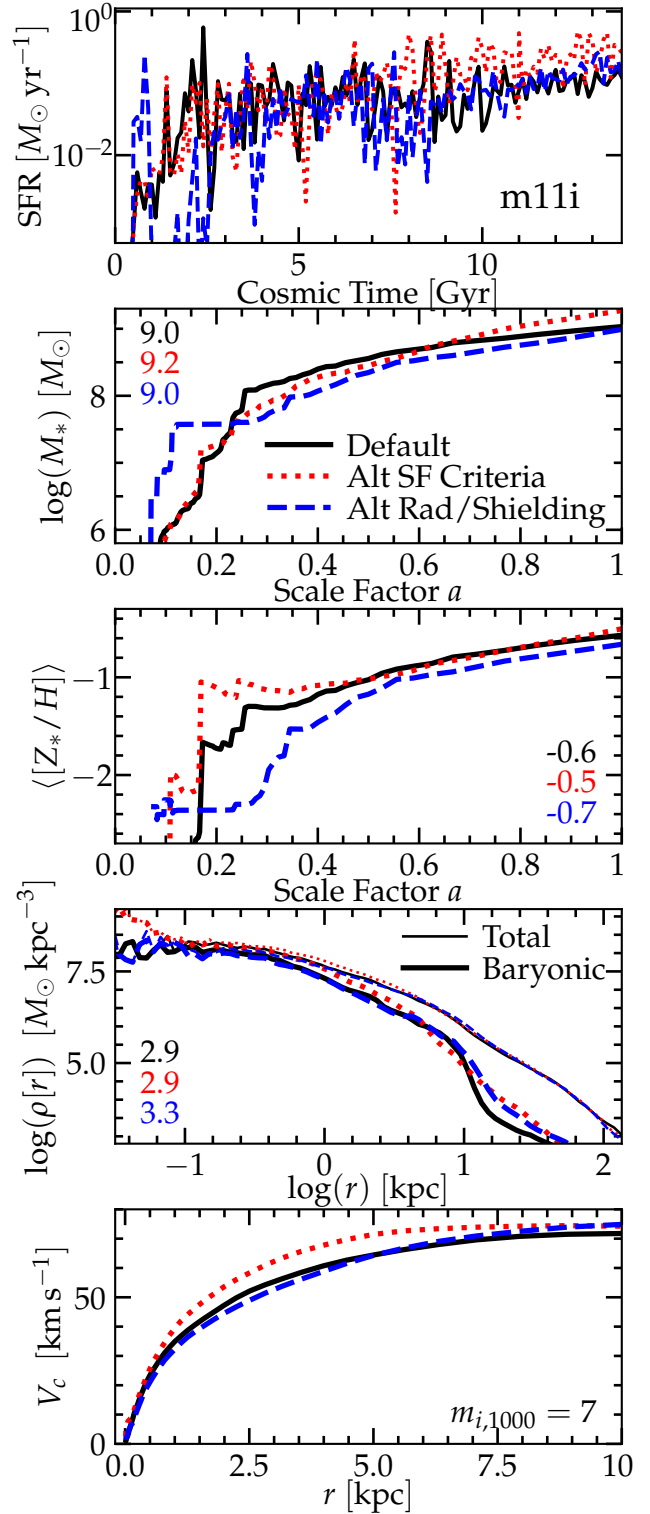 SFR [M⊙ yr⁻¹]
10⁰
10⁻²
m11i
0 5 10
Cosmic Time [Gyr]
log(M*) [M⊙]
8
6
9.0
9.2
9.0
Default
Alt SF Criteria
Alt Rad/Shielding
0.0 0.2 0.4 0.6 0.8 1
Scale Factor a
⟨[Z*/H]⟩
−1
−2
-0.6
-0.5
-0.7
0.0 0.2 0.4 0.6 0.8 1
Scale Factor a
log(ρ[r]) [M⊙ kpc⁻³]
7.5
5.0
Total
Baryonic
2.9
2.9
3.3
−1 0 1 2
log(r) [kpc]
V_c [km s⁻¹]
50
0
m_{i,1000} = 7
0.0 2.5 5.0 7.5 10
r [kpc]